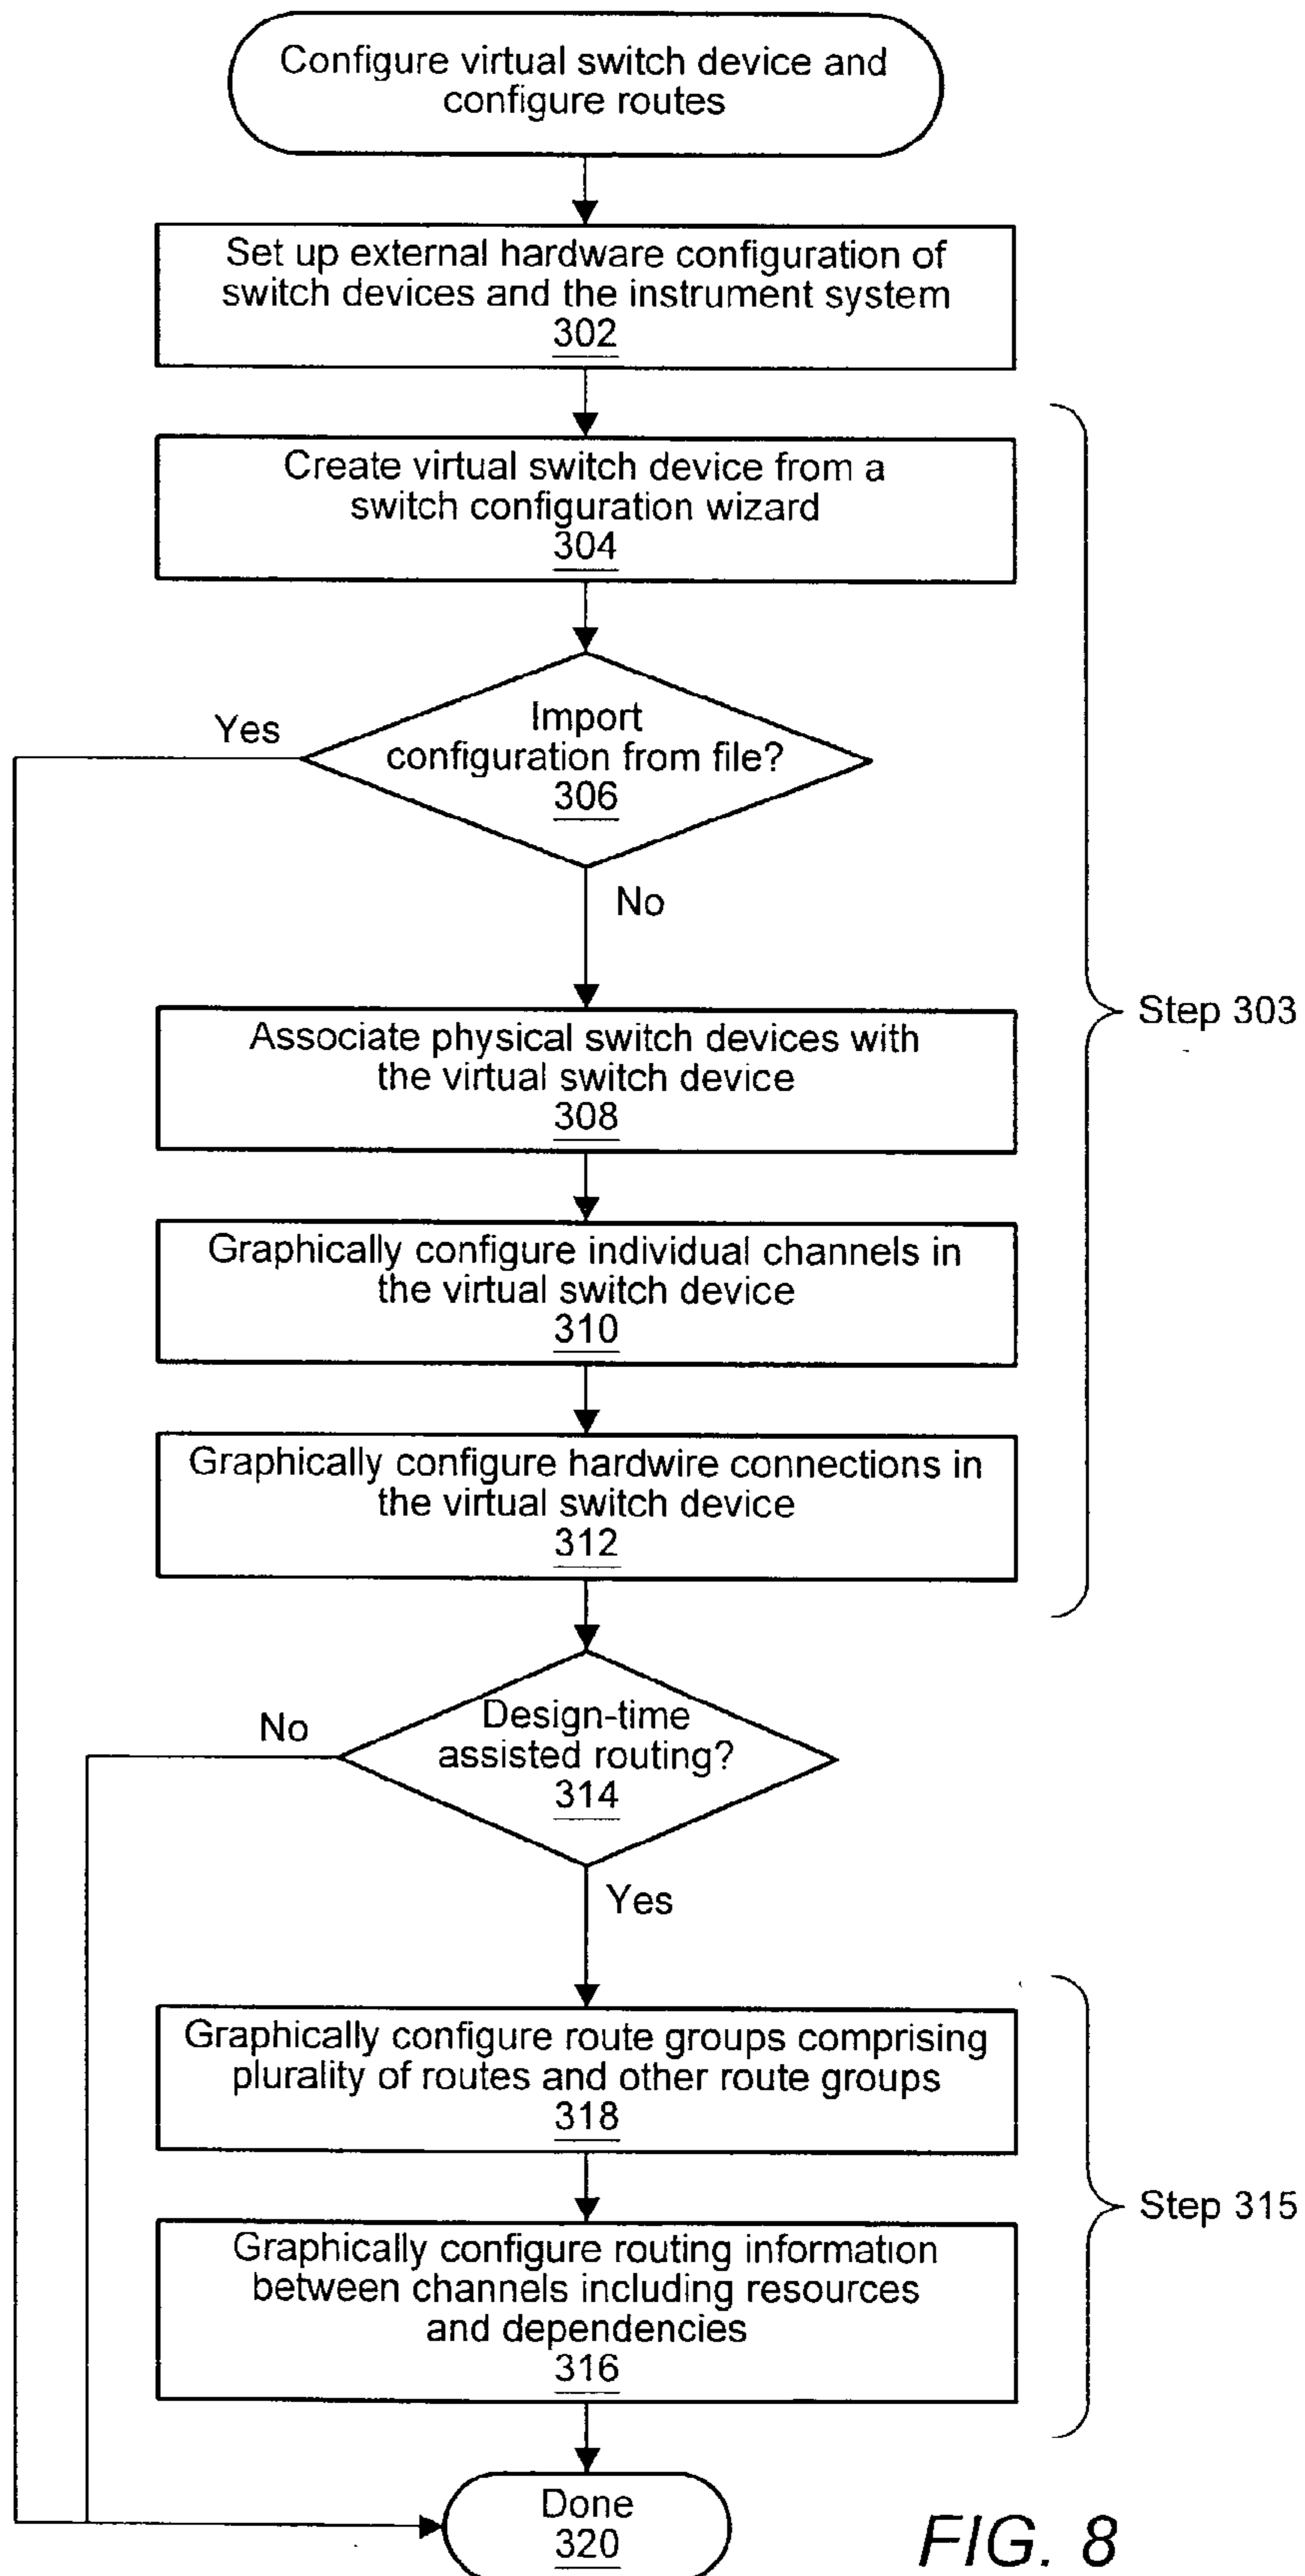 Configure virtual switch device and
configure routes
Set up external hardware configuration of
switch devices and the instrument system
302
Create virtual switch device from a
switch configuration wizard
304
Yes
Import
configuration from file?
306
No
Step 303
Associate physical switch devices with
the virtual switch device
308
Graphically configure individual channels in
the virtual switch device
310
Graphically configure hardwire connections in
the virtual switch device
312
No
Design-time
assisted routing?
314
Yes
Graphically configure route groups comprising
plurality of routes and other route groups
318
Step 315
Graphically configure routing information
between channels including resources
and dependencies
316
Done
320
FIG. 8